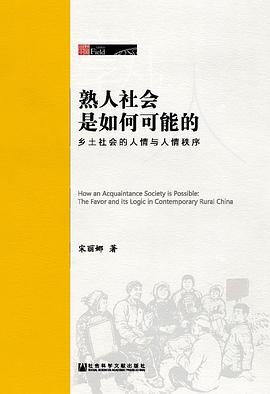 Field
熟人社会
是如何可能的
乡土社会的人情与人情秩序
How an Acquaintance Society is Possible:
The Favor and Its Logic in Contemporary Rural China
宋丽娜 著
社会科学文献出版社